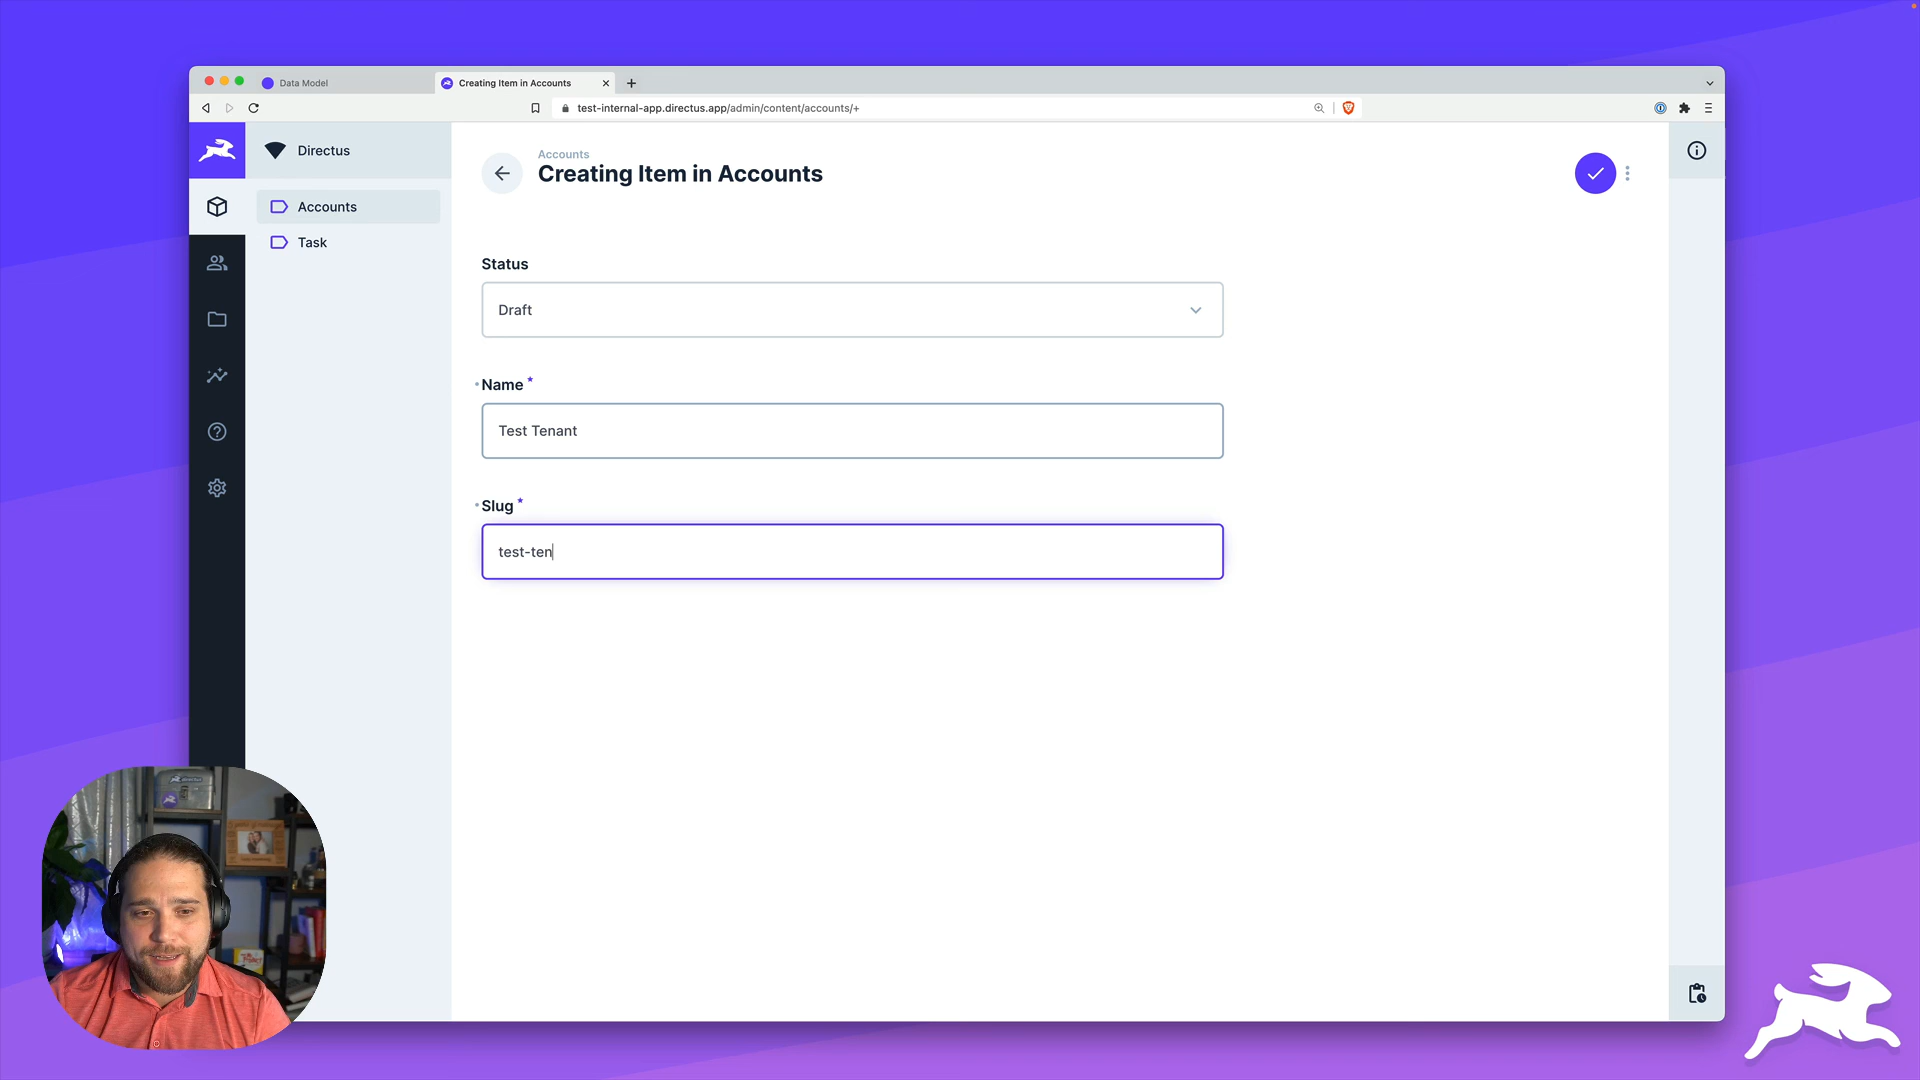 Data Model
Creating Item in Accounts
test-internal-app.directus.app/admin/content/accounts/+
Directus
Accounts
Task
Accounts
Creating Item in Accounts
Status
Draft
Name *
Test Tenant
Slug *
test-ten